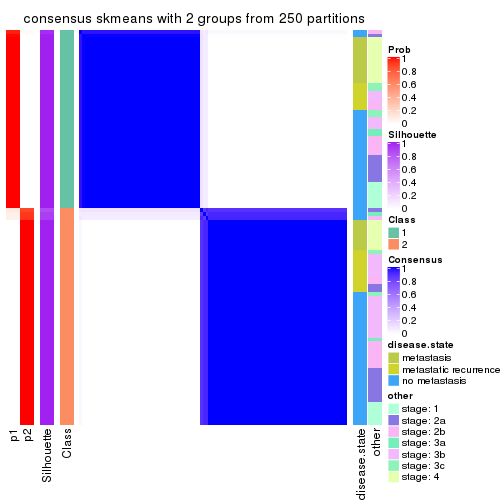 consensus skmeans with 2 groups from 250 partitions
Prob
1
0.8
0.6
0.4
0.2
0
Silhouette
1
0.8
0.6
0.4
0.2
0
Class
1
2
Consensus
1
0.8
0.6
0.4
0.2
0
disease.state
metastasis
metastatic recurrence
no metastasis
other
stage: 1
stage: 2a
stage: 2b
stage: 3a
stage: 3b
stage: 3c
stage: 4
p1
p2
Silhouette
Class
disease.state
other